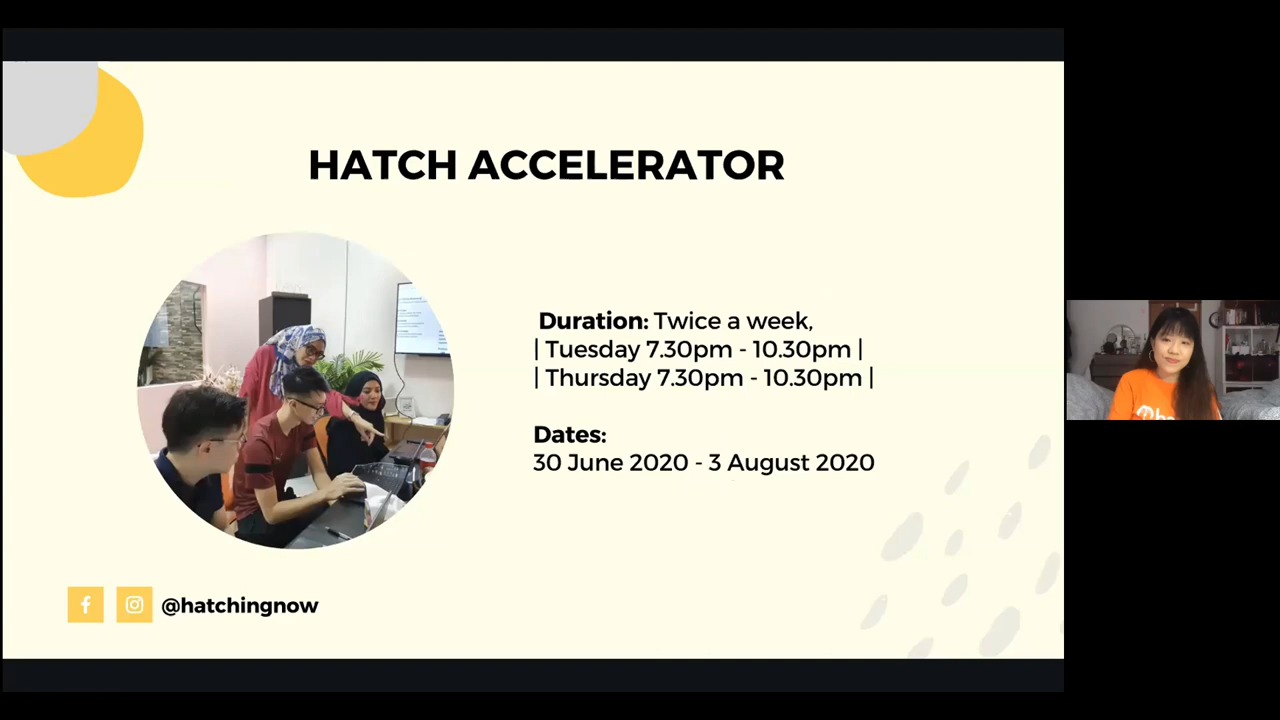 HATCH ACCELERATOR
Duration: Twice a week,
| Tuesday 7.30pm - 10.30pm |
| Thursday 7.30pm - 10.30pm |
Dates:
30 June 2020 - 3 August 2020
@hatchingnow